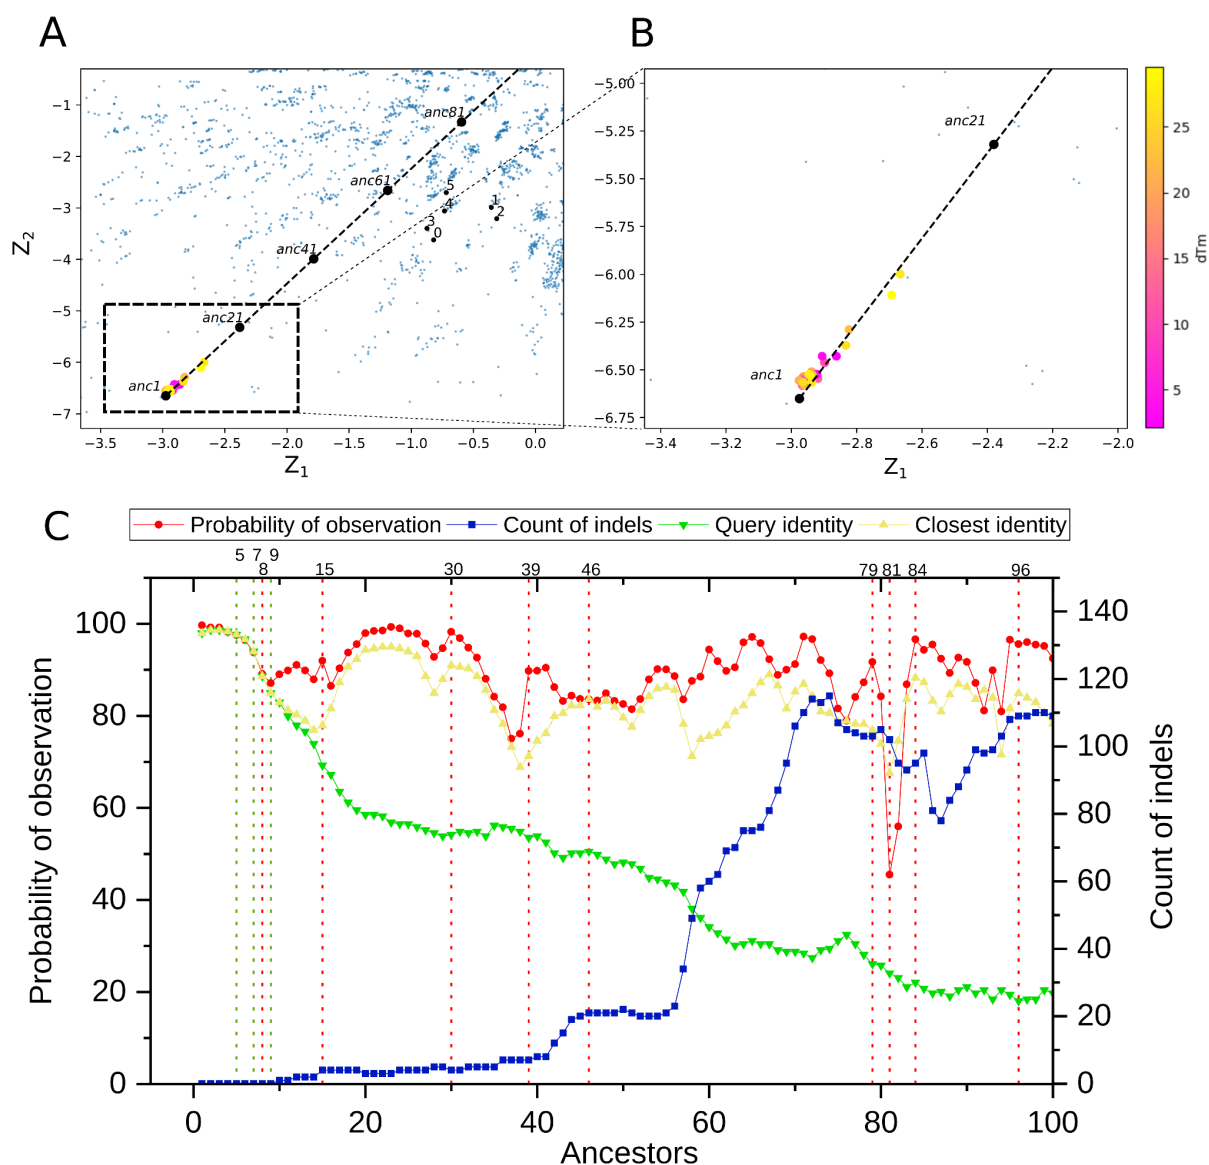 A
B
anc81
anc61
anc41
anc21
anc1
5
4
1
2
3
0
−1
−2
−3
−4
−5
−6
−7
Z2
−3.5 −3.0 −2.5 −2.0 −1.5 −1.0 −0.5 0.0
Z1
−5.00
−5.25
−5.50
−5.75
−6.00
−6.25
−6.50
−6.75
anc21
anc1
−3.4 −3.2 −3.0 −2.8 −2.6 −2.4 −2.2 −2.0
Z1
25
20
15
10
5
dTm
C
Probability of observation Count of indels Query identity Closest identity
5 7 9
8 15 30 39 46 79 81 84 96
100
80
60
40
20
0
Probability of observation
140
120
100
80
60
40
20
0
Count of indels
0 20 40 60 80 100
Ancestors